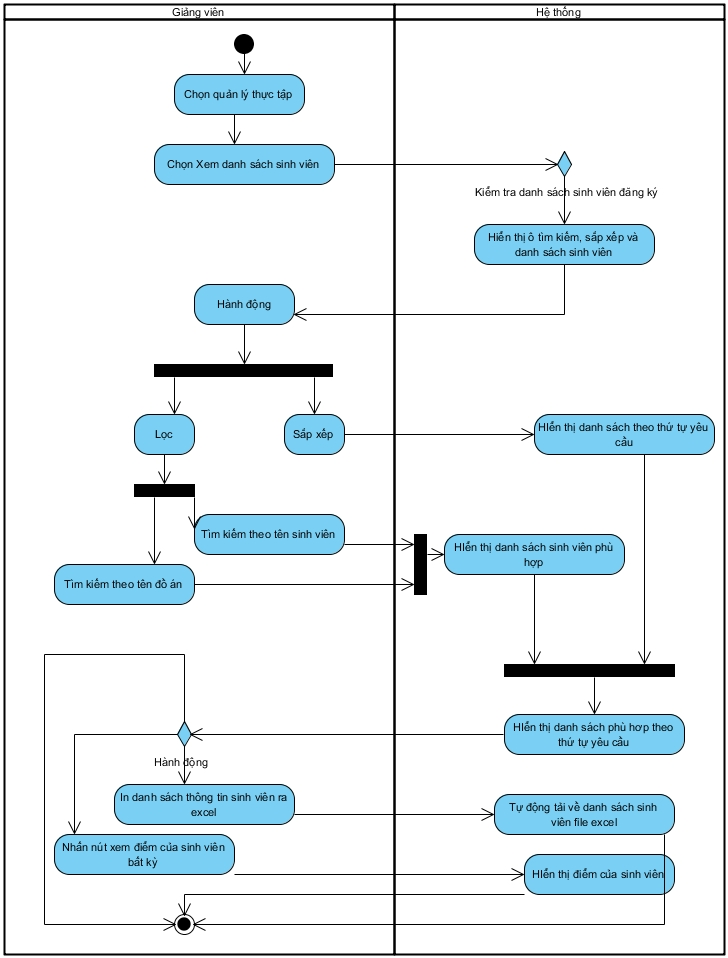 Giảng viên
Hệ thống
Chọn quản lý thực tập
Chọn Xem danh sách sinh viên
Kiểm tra danh sách sinh viên đăng ký
Hiển thị ô tìm kiếm, sắp xếp và
danh sách sinh viên
Hành động
Lọc
Sắp xếp
HIển thị danh sách theo thứ tự yêu
cầu
Tìm kiếm theo tên sinh viên
HIển thị danh sách sinh viên phù
hợp
Tìm kiếm theo tên đồ án
HIển thị danh sách phù hợp theo
thứ tự yêu cầu
Hành động
In danh sách thông tin sinh viên ra
excel
Tự động tải về danh sách sinh
viên file excel
Nhấn nút xem điểm của sinh viên
bất kỳ
HIển thị điểm của sinh viên